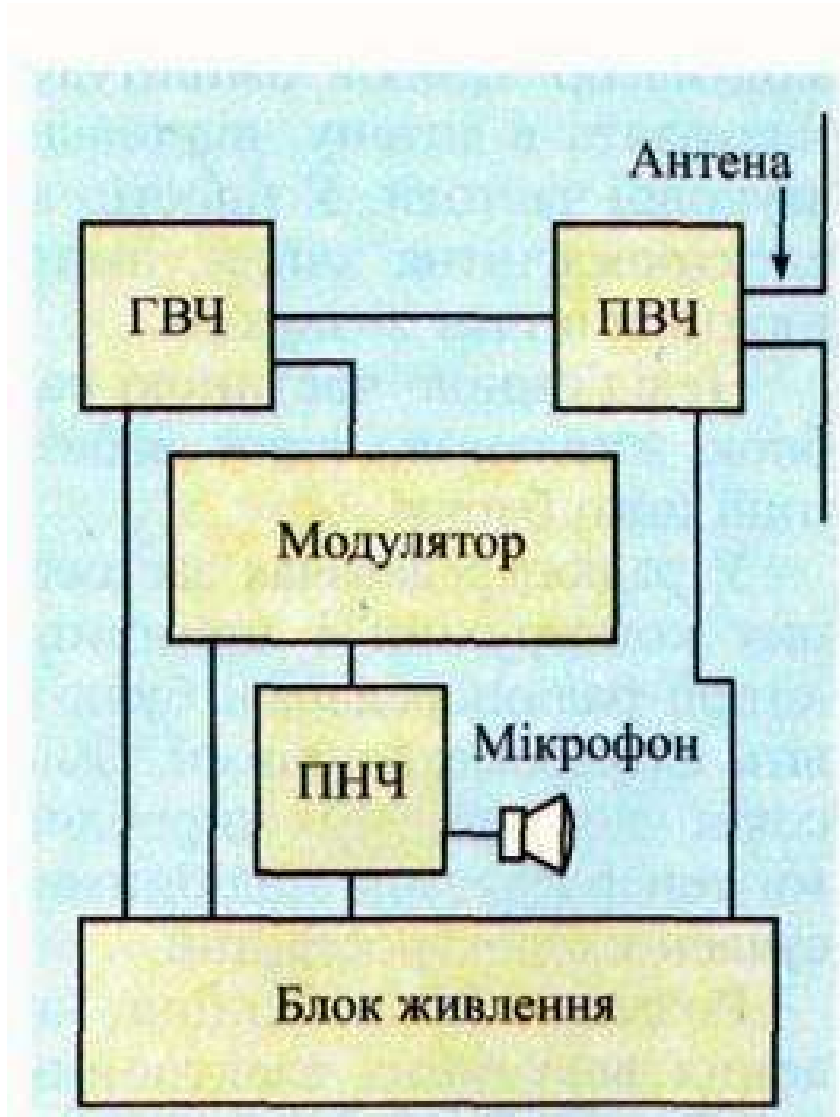 Антена
ГВЧ
ПВЧ
Модулятор
ПНЧ
Мікрофон
Блок живлення